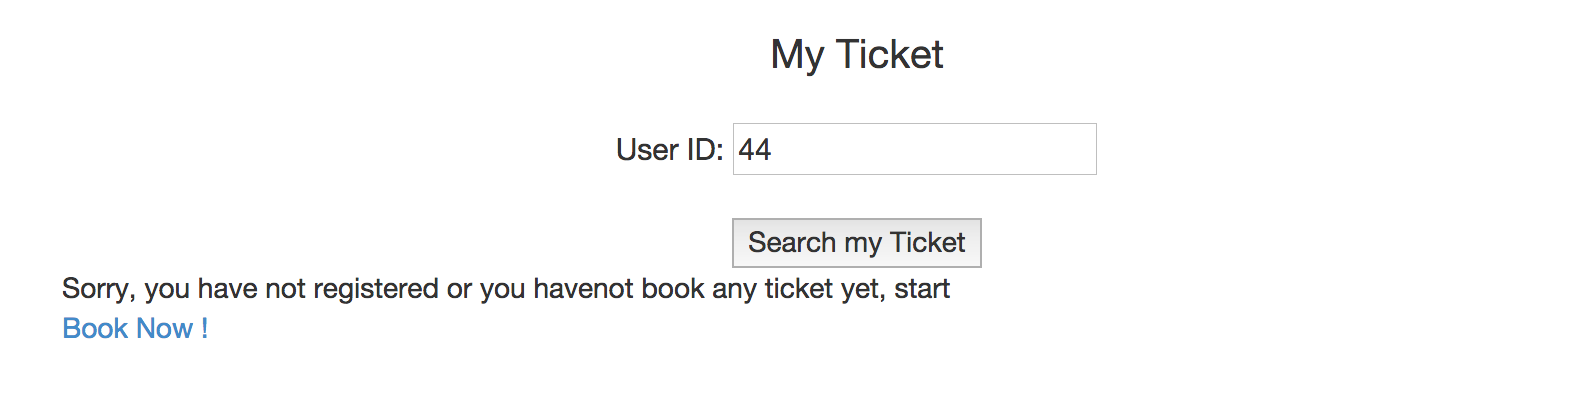 My Ticket
User ID: 44
Search my Ticket
Sorry, you have not registered or you havenot book any ticket yet, start
Book Now !